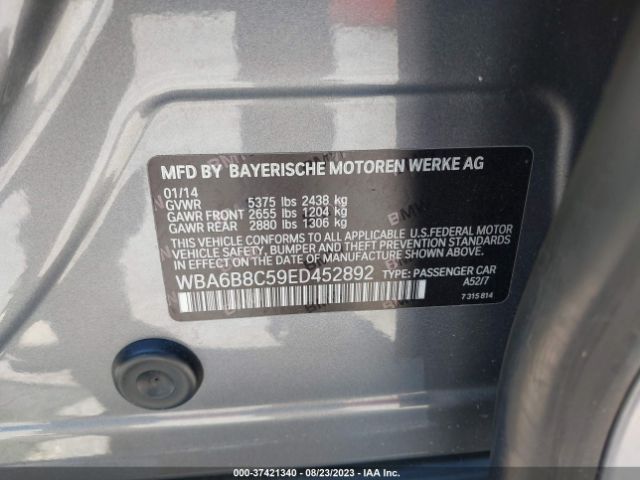 MFD BY BAYERISCHE MOTOREN WERKE AG
01/14
GVWR 5375 lbs 2438 kg
GAWR FRONT 2655 lbs 1204 kg
GAWR REAR 2880 lbs 1306 kg
THIS VEHICLE CONFORMS TO ALL APPLICABLE U.S.FEDERAL MOTOR
VEHICLE SAFETY, BUMPER, AND THEFT PREVENTION
STANDARDS IN EFFECT ON THE DATE OF MANUFACTURE SHOWN ABOVE.
WBA6B8C59ED452892 TYPE: PASSENGER CAR
A52/7
7 315 814
000-37421340 - 08/23/2023 - IAA Inc.